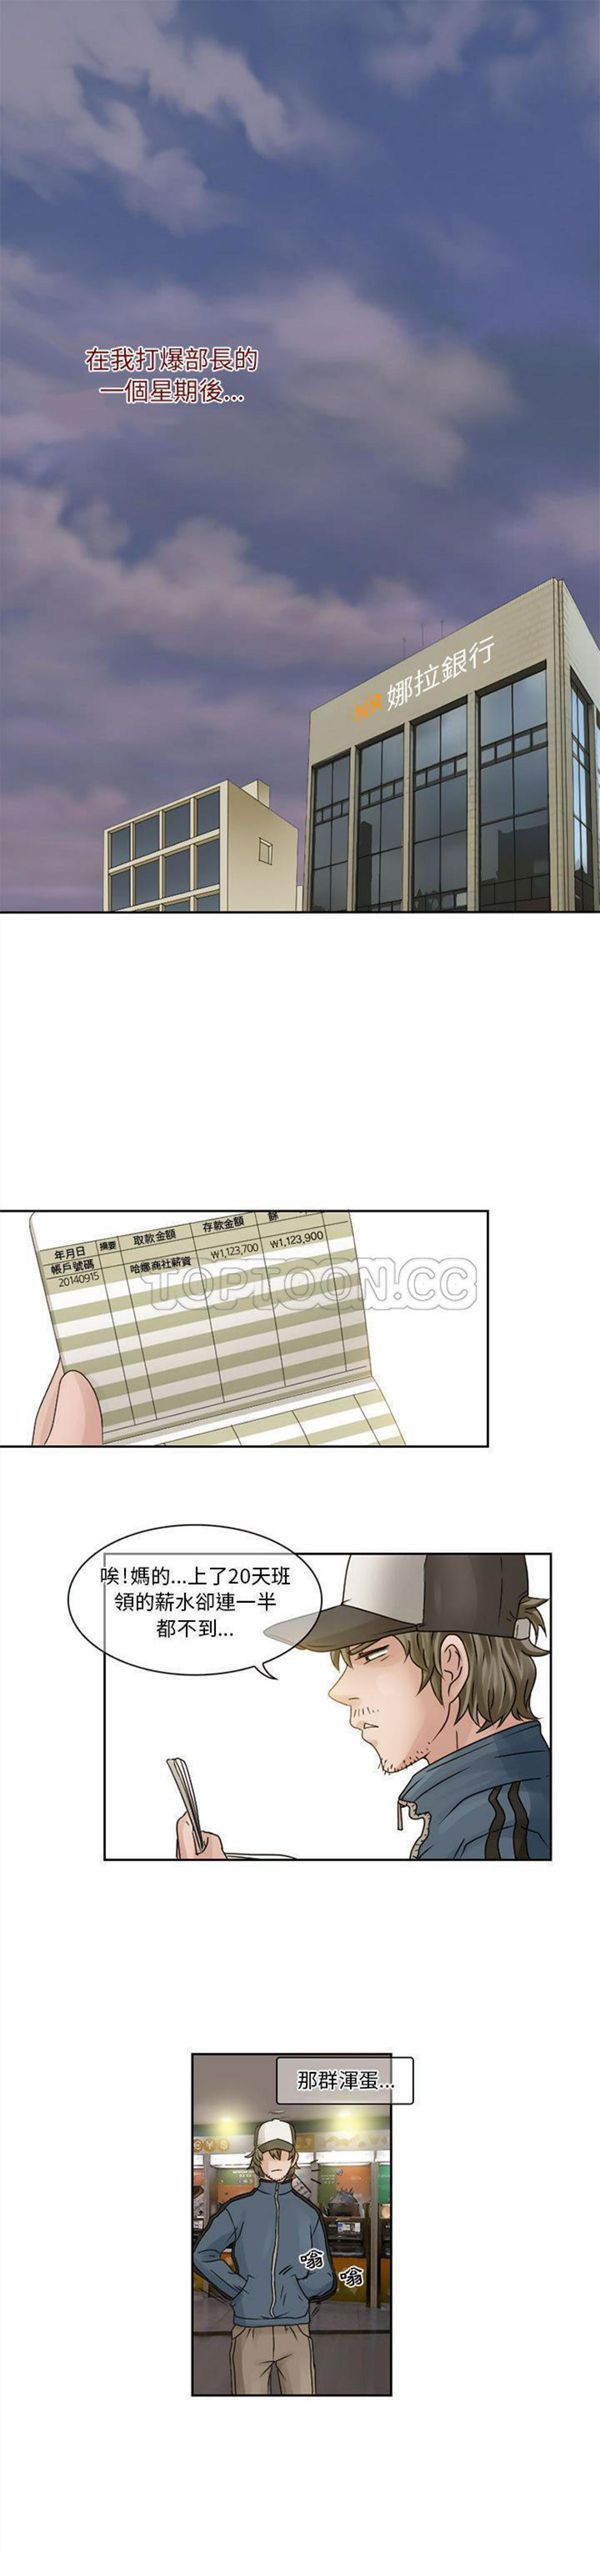 在我打爆部長的
一個星期後...
NR 娜拉銀行
年月日 摘要 取款金額 存款金額 餘
帳戶號碼
20140915 哈娜商社薪資 ₩1,123,700 ₩1,123,900
TOPTOON.CC
唉!媽的...上了20天班
領的薪水卻連一半
都不到...
那群渾蛋...
嗡
嗡